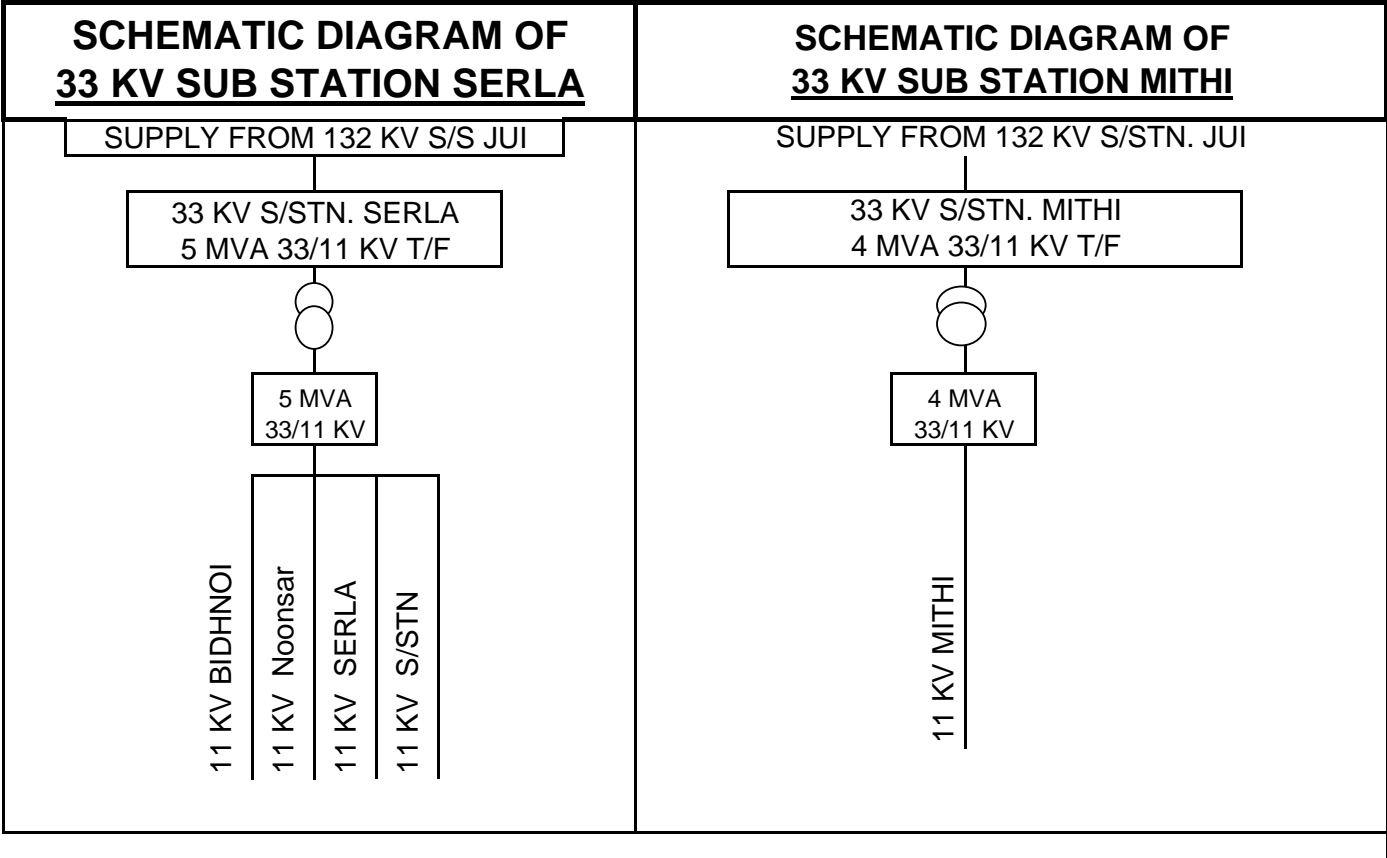 SCHEMATIC DIAGRAM OF
33 KV SUB STATION SERLA
SUPPLY FROM 132 KV S/S JUI
33 KV S/STN. SERLA
5 MVA 33/11 KV T/F
5 MVA
33/11 KV
11 KV BIDHNOI
11 KV Noonsar
11 KV SERLA
11 KV S/STN
SCHEMATIC DIAGRAM OF
33 KV SUB STATION MITHI
SUPPLY FROM 132 KV S/STN. JUI
33 KV S/STN. MITHI
4 MVA 33/11 KV T/F
4 MVA
33/11 KV
11 KV MITHI